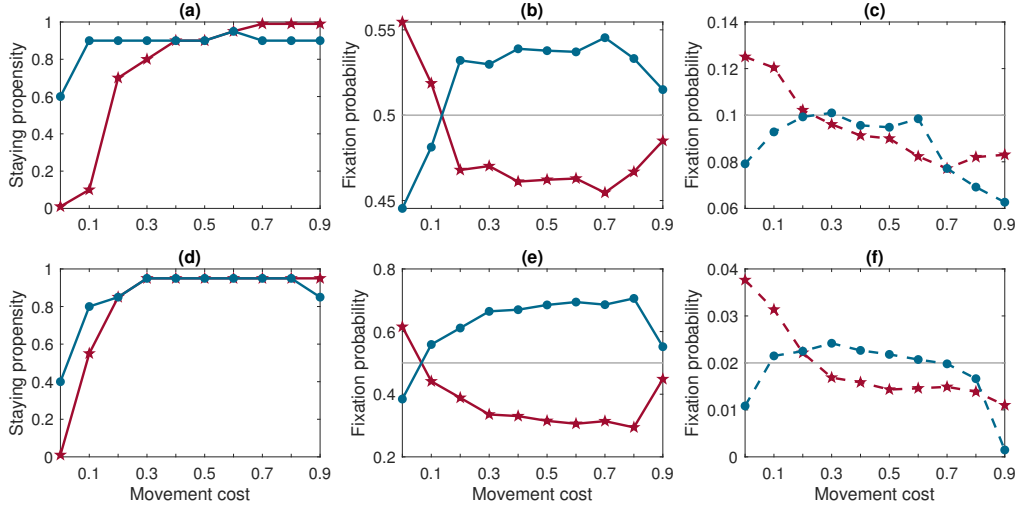 (a)
Staying propensity
1
0.8
0.6
0.4
0.2
0
0.1 0.3 0.5 0.7 0.9
(b)
Fixation probability
0.55
0.5
0.45
0.1 0.3 0.5 0.7 0.9
(c)
Fixation probability
0.14
0.12
0.1
0.08
0.06
0.1 0.3 0.5 0.7 0.9
(d)
Staying propensity
1
0.8
0.6
0.4
0.2
0
0.1 0.3 0.5 0.7 0.9
Movement cost
(e)
Fixation probability
0.8
0.6
0.4
0.2
0.1 0.3 0.5 0.7 0.9
Movement cost
(f)
Fixation probability
0.04
0.03
0.02
0.01
0
0.1 0.3 0.5 0.7 0.9
Movement cost